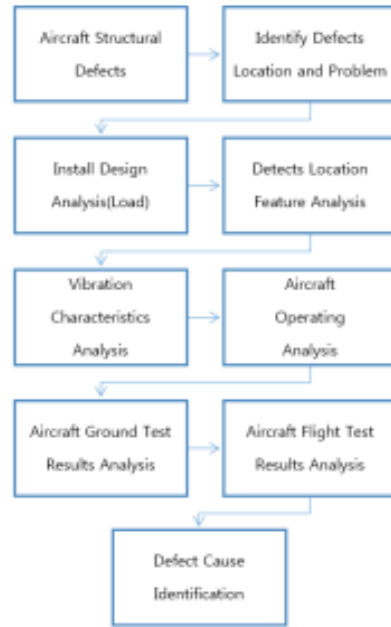 Aircraft Structural
Defects
Identify Defects
Location and Problem
Install Design
Analysis(Load)
Detects Location
Feature Analysis
Vibration
Characteristics
Analysis
Aircraft
Operating
Analysis
Aircraft Ground Test
Results Analysis
Aircraft Flight Test
Results Analysis
Defect Cause
Identification